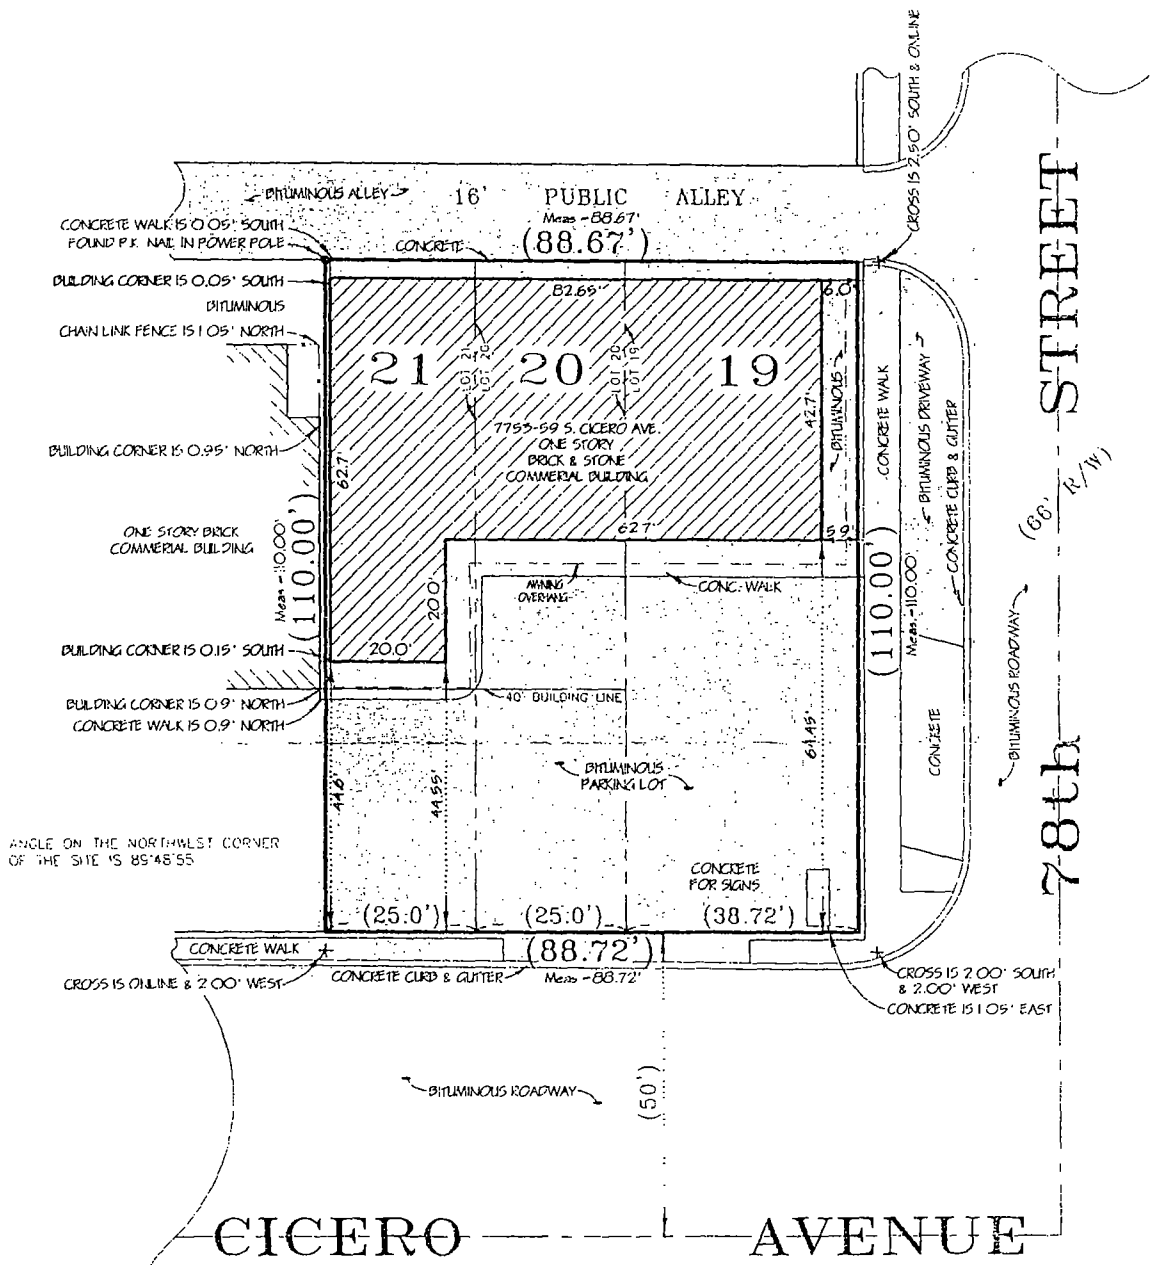 CROSS IS 2.50' SOUTH & ONLINE
BITUMINOUS ALLEY
16' PUBLIC ALLEY
Meas.-88.67'
(88.67')
CONCRETE
CONCRETE WALK IS 0.05' SOUTH
FOUND P.K. NAIL IN POWER POLE
BUILDING CORNER IS 0.05' SOUTH
BITUMINOUS
CHAIN LINK FENCE IS 1.05' NORTH
82.65'
6.0'
21
20
19
LOT 21
LOT 20
LOT 20
LOT 19
7753-59 S. CICERO AVE.
ONE STORY
BRICK & STONE
COMMERIAL BUILDING
42.7'
BITUMINOUS
CONCRETE WALK
BITUMINOUS DRIVEWAY
CONCRETE CURB & GUTTER
78th STREET
(66' R/W)
BUILDING CORNER IS 0.95' NORTH
62.7'
ONE STORY BRICK
COMMERIAL BUILDING
Meas.-110.00'
(110.00')
62.7'
5.9'
AWNING
OVERHANG
CONC. WALK
20.0'
20.0'
(110.00')
Meas.-110.00'
BITUMINOUS ROADWAY
BUILDING CORNER IS 0.15' SOUTH
BUILDING CORNER IS 0.9' NORTH
CONCRETE WALK IS 0.9' NORTH
40' BUILDING LINE
CONCRETE
44.6'
44.55'
64.45'
BITUMINOUS
PARKING LOT
ANGLE ON THE NORTHWEST CORNER
OF THE SITE IS 89°48'55
CONCRETE
FOR SIGNS
(25.0')
(25.0')
(38.72')
CONCRETE WALK
(88.72')
Meas.-88.72'
CONCRETE CURB & GUTTER
CROSS IS ONLINE & 2.00' WEST
CROSS IS 2.00' SOUTH
& 2.00' WEST
CONCRETE IS 1.05' EAST
BITUMINOUS ROADWAY
(50')
CICERO AVENUE